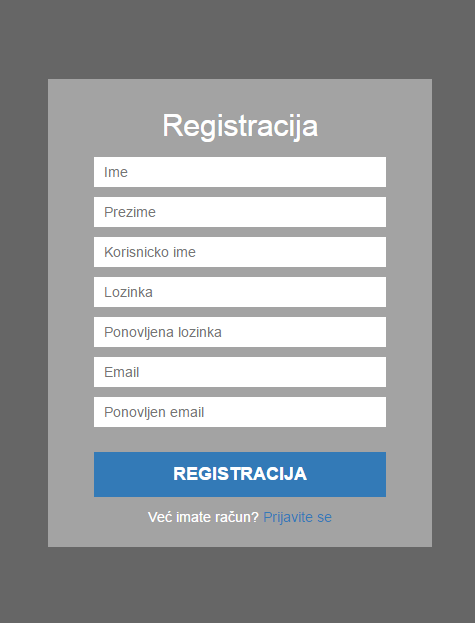 Registracija
Ime
Prezime
Korisnicko ime
Lozinka
Ponovljena lozinka
Email
Ponovljen email
REGISTRACIJA
Već imate račun? Prijavite se